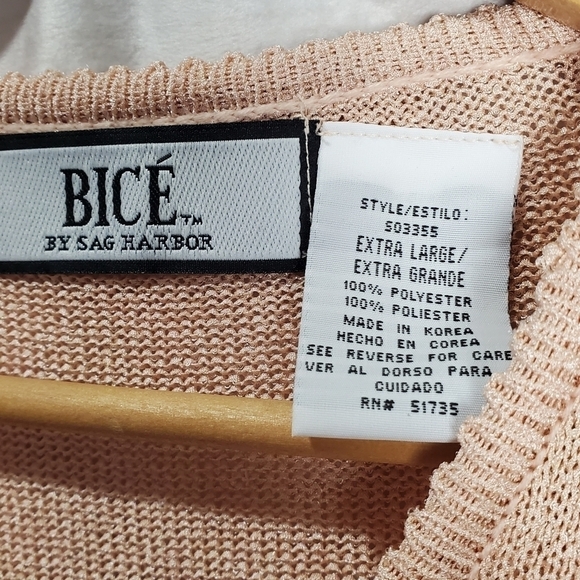 BICÉ™
BY SAG HARBOR
STYLE/ESTILO:
S03355
EXTRA LARGE/
EXTRA GRANDE
100% POLYESTER
100% POLIESTER
MADE IN KOREA
HECHO EN COREA
SEE REVERSE FOR CARE
VER AL DORSO PARA
CUIDADO
RN# 51735